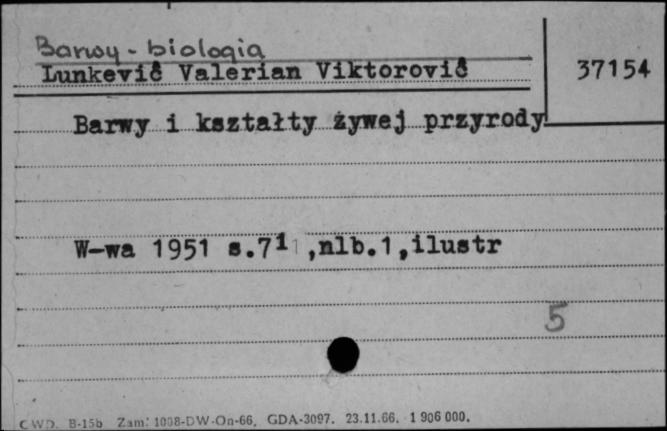 Barwy - biologia
Lunkevič Valerian Viktorovič
37154
Barwy i kształty żywej przyrody
W-wa 1951 s.71 ,nlb.1,ilustr
5
CWD. B-15b Zam. 1038-DW-On-66, GDA-3097. 23.11.66. 1 906 000.